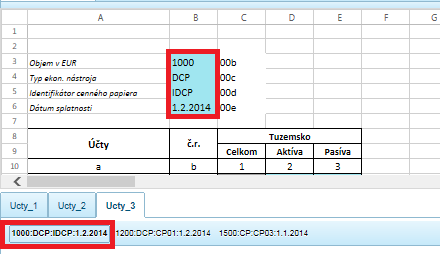 A B C D E F G
1
2
3 Objem v EUR 1000 00b
4 Typ ekon. nástroja DCP 00c
5 Identifikátor cenného papiera IDCP 00d
6 Dátum splatnosti 1.2.2014 00e
7
8 Účty č.r. Tuzemsko
9 Celkom Aktíva Pasíva
10 a b 1 2 3
Ucty_1 Ucty_2 Ucty_3
1000:DCP:IDCP:1.2.2014 1200:DCP:CP01:1.2.2014 1500:CP:CP03:1.1.2014